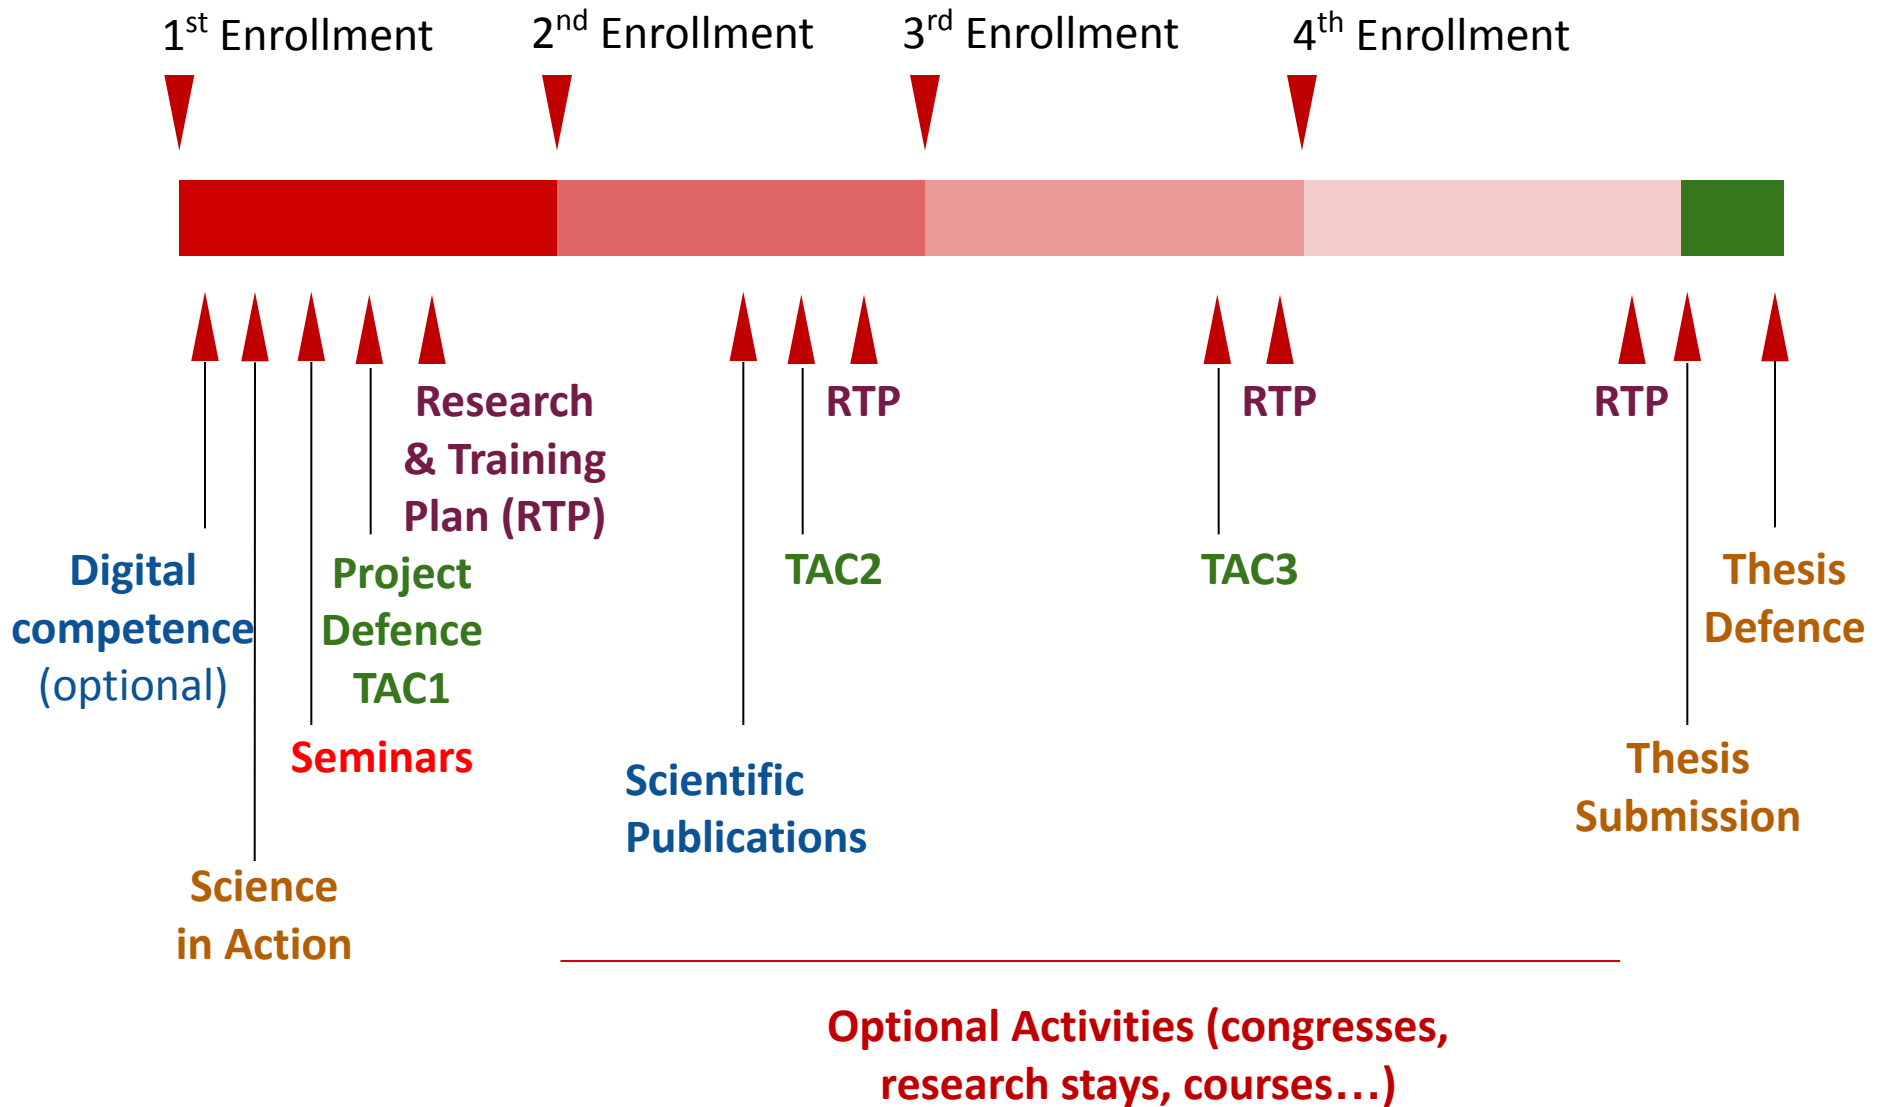 1st Enrollment
2nd Enrollment
3rd Enrollment
4th Enrollment
Research
& Training
Plan (RTP)
RTP
RTP
RTP
Digital
competence
(optional)
Project
Defence
TAC1
TAC2
TAC3
Thesis
Defence
Seminars
Scientific
Publications
Thesis
Submission
Science
in Action
Optional Activities (congresses,
research stays, courses…)